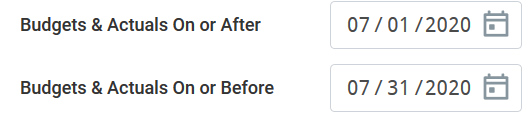 Budgets & Actuals On or After 07 / 01 / 2020
Budgets & Actuals On or Before 07 / 31 / 2020